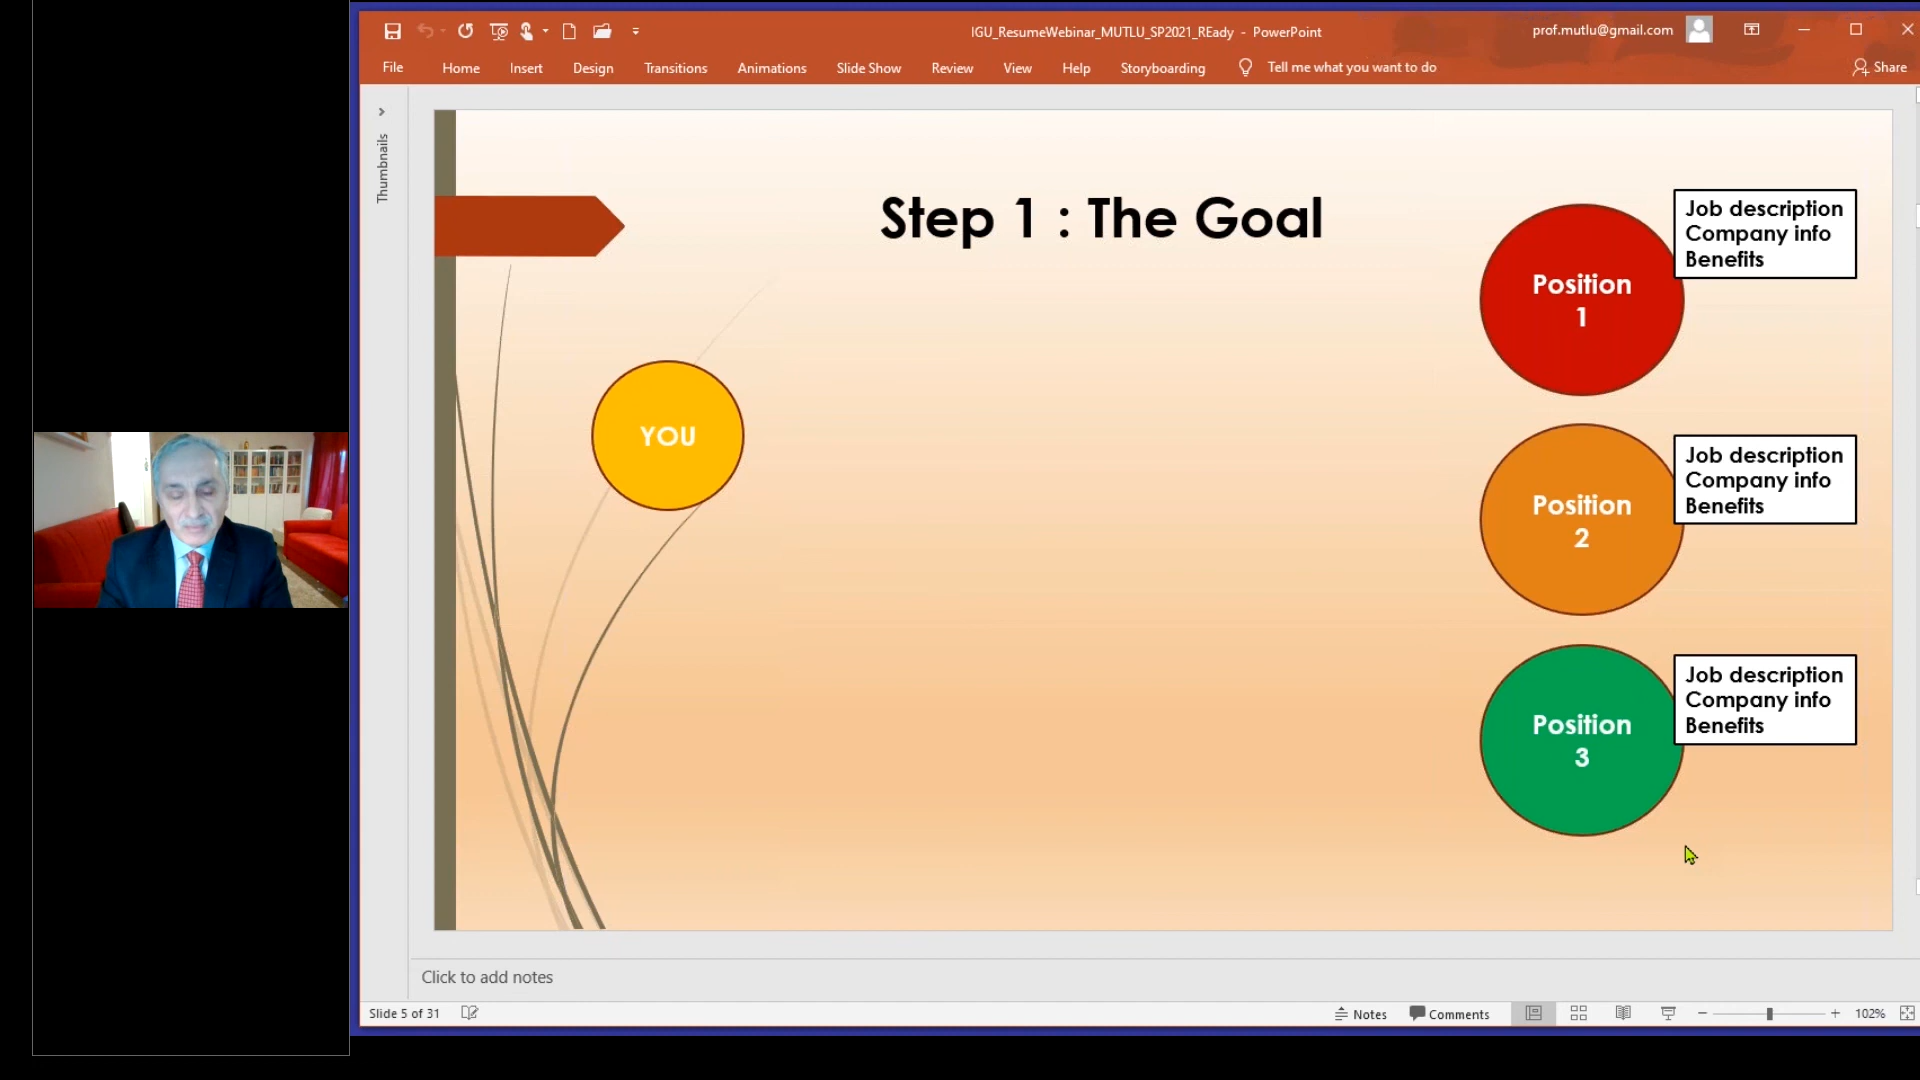 IGU_ResumeWebinar_MUTLU_SP2021_REady - PowerPoint
prof.mutlu@gmail.com
File Home Insert Design Transitions Animations Slide Show Review View Help Storyboarding Tell me what you want to do Share
Thumbnails
Step 1 : The Goal
YOU
Position
1
Job description
Company info
Benefits
Position
2
Job description
Company info
Benefits
Position
3
Job description
Company info
Benefits
Click to add notes
Slide 5 of 31 Notes Comments 102%